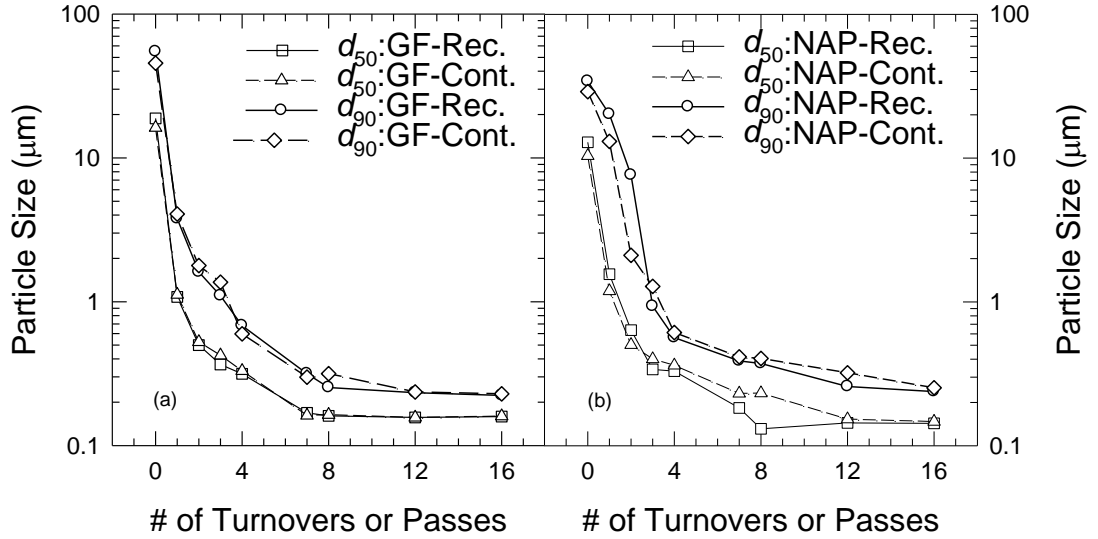 100
10
1
0.1
Particle Size (μm)
d50:GF-Rec.
d50:GF-Cont.
d90:GF-Rec.
d90:GF-Cont.
(a)
0 4 8 12 16
# of Turnovers or Passes
d50:NAP-Rec.
d50:NAP-Cont.
d90:NAP-Rec.
d90:NAP-Cont.
(b)
0 4 8 12 16
# of Turnovers or Passes
100
10
1
0.1
Particle Size (μm)